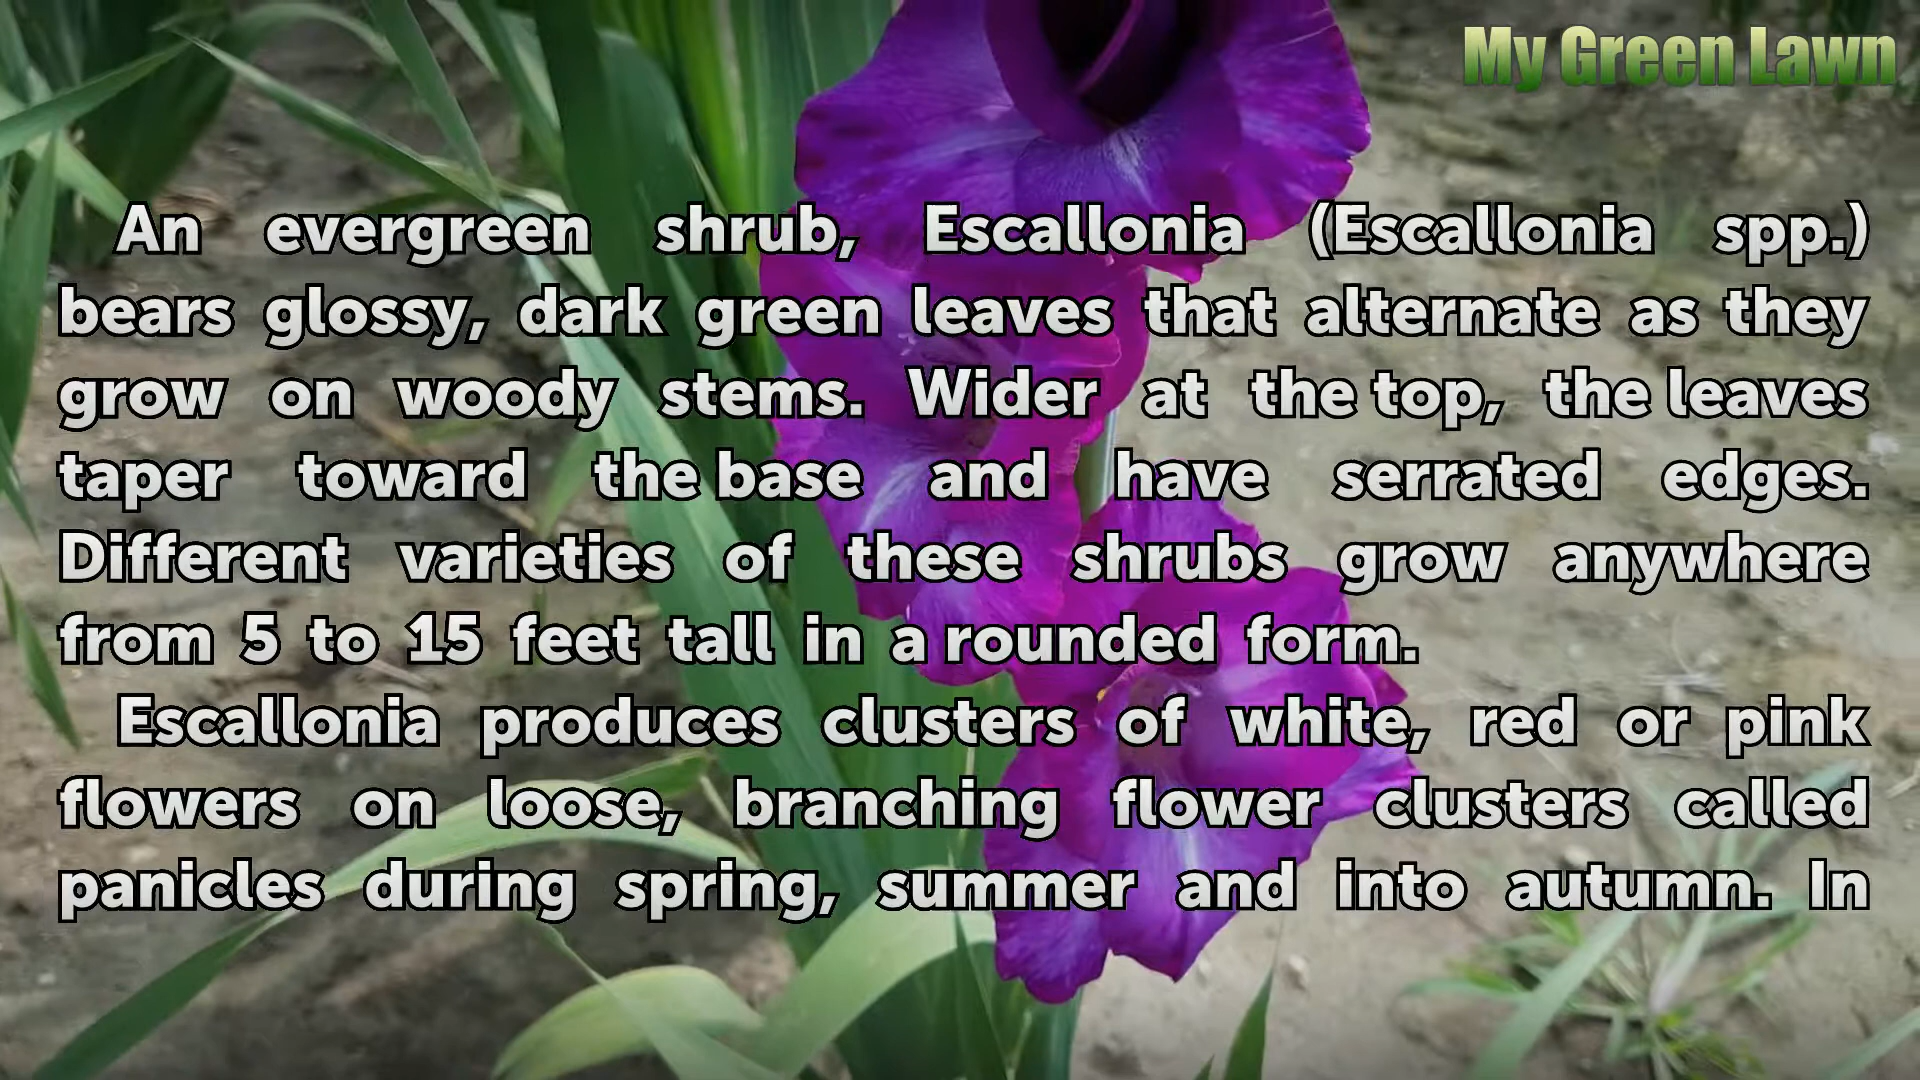 My Green Lawn
An evergreen shrub, Escallonia (Escallonia spp.)
bears glossy, dark green leaves that alternate as they
grow on woody stems. Wider at the top, the leaves
taper toward the base and have serrated edges.
Different varieties of these shrubs grow anywhere
from 5 to 15 feet tall in a rounded form.
Escallonia produces clusters of white, red or pink
flowers on loose, branching flower clusters called
panicles during spring, summer and into autumn. In